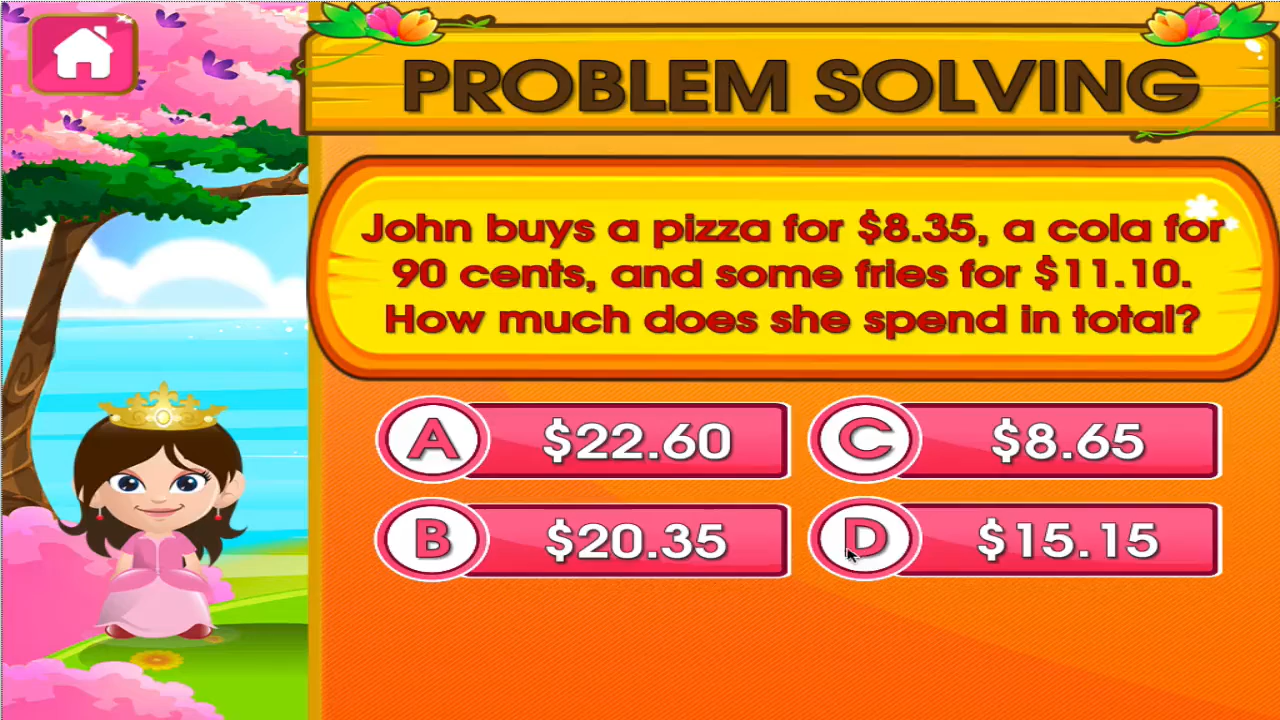 PROBLEM SOLVING
John buys a pizza for $8.35, a cola for
90 cents, and some fries for $11.10.
How much does she spend in total?
A $22.60
B $20.35
C $8.65
D $15.15